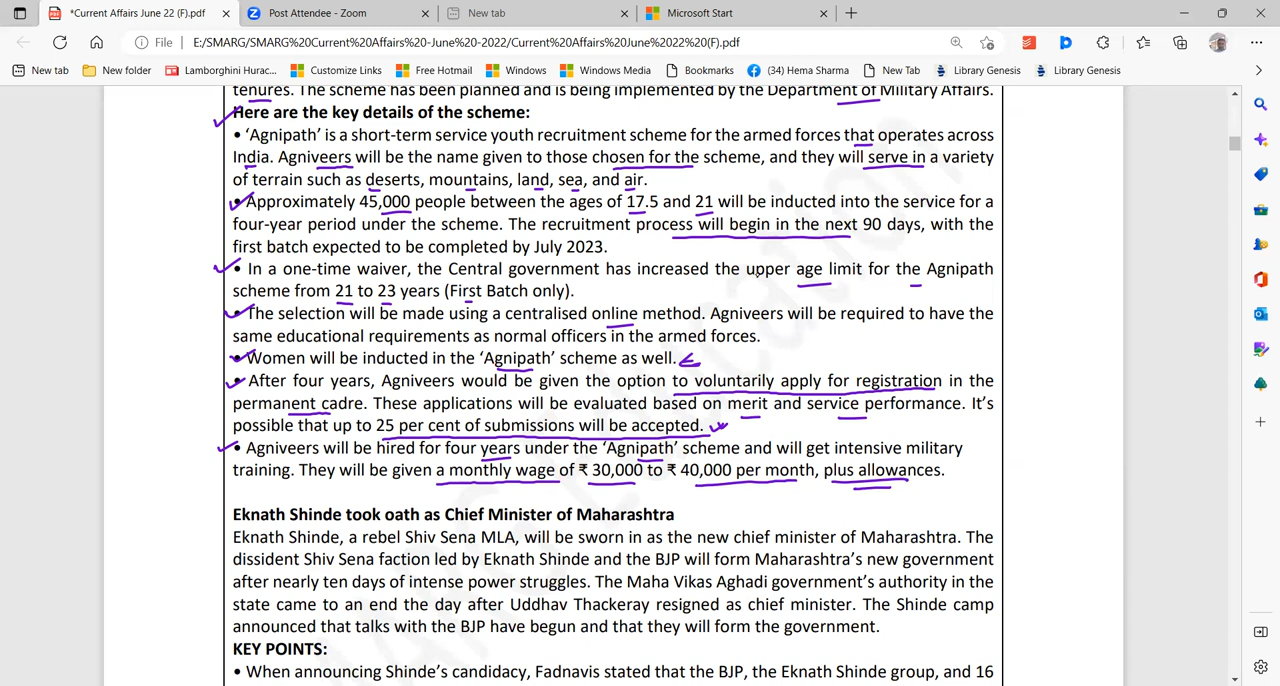 *Current Affairs June 22 (F).pdf
Post Attendee - Zoom
New tab
Microsoft Start
File
E:/SMARG/SMARG%20Current%20Affairs%20-June%20-2022/Current%20Affairs%20June%2022%20(F).pdf
New tab
New folder
Lamborghini Hurac...
Customize Links
Free Hotmail
Windows
Windows Media
Bookmarks
(34) Hema Sharma
New Tab
Library Genesis
Library Genesis
tenures. The scheme has been planned and is being implemented by the Department of Military Affairs.
Here are the key details of the scheme:
• ‘Agnipath’ is a short-term service youth recruitment scheme for the armed forces that operates across
India. Agniveers will be the name given to those chosen for the scheme, and they will serve in a variety
of terrain such as deserts, mountains, land, sea, and air.
• Approximately 45,000 people between the ages of 17.5 and 21 will be inducted into the service for a
four-year period under the scheme. The recruitment process will begin in the next 90 days, with the
first batch expected to be completed by July 2023.
• In a one-time waiver, the Central government has increased the upper age limit for the Agnipath
scheme from 21 to 23 years (First Batch only).
• The selection will be made using a centralised online method. Agniveers will be required to have the
same educational requirements as normal officers in the armed forces.
• Women will be inducted in the ‘Agnipath’ scheme as well.
• After four years, Agniveers would be given the option to voluntarily apply for registration in the
permanent cadre. These applications will be evaluated based on merit and service performance. It’s
possible that up to 25 per cent of submissions will be accepted.
• Agniveers will be hired for four years under the ‘Agnipath’ scheme and will get intensive military
training. They will be given a monthly wage of ₹ 30,000 to ₹ 40,000 per month, plus allowances.
Eknath Shinde took oath as Chief Minister of Maharashtra
Eknath Shinde, a rebel Shiv Sena MLA, will be sworn in as the new chief minister of Maharashtra. The
dissident Shiv Sena faction led by Eknath Shinde and the BJP will form Maharashtra’s new government
after nearly ten days of intense power struggles. The Maha Vikas Aghadi government’s authority in the
state came to an end the day after Uddhav Thackeray resigned as chief minister. The Shinde camp
announced that talks with the BJP have begun and that they will form the government.
KEY POINTS:
• When announcing Shinde’s candidacy, Fadnavis stated that the BJP, the Eknath Shinde group, and 16